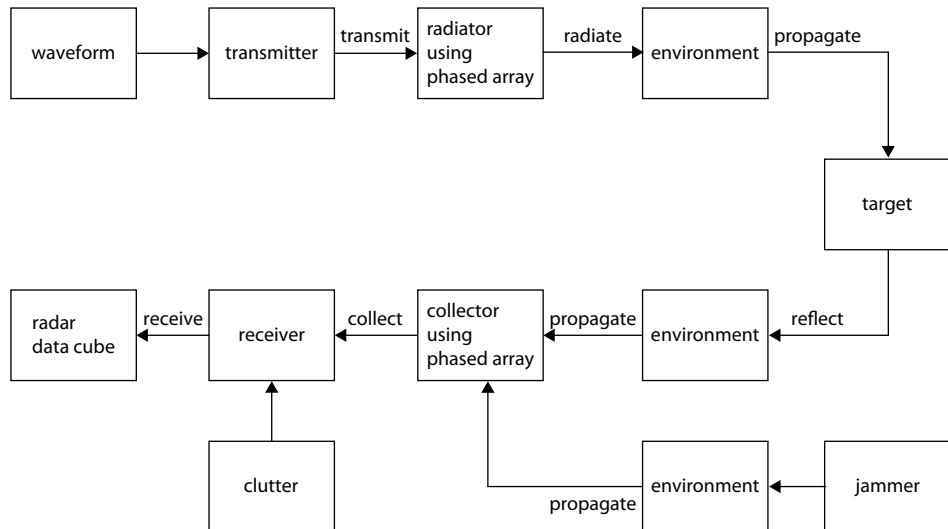 waveform
transmitter
transmit
radiator
using
phased array
radiate
environment
propagate
target
reflect
environment
propagate
collector
using
phased array
collect
receiver
receive
radar
data cube
clutter
propagate
environment
jammer